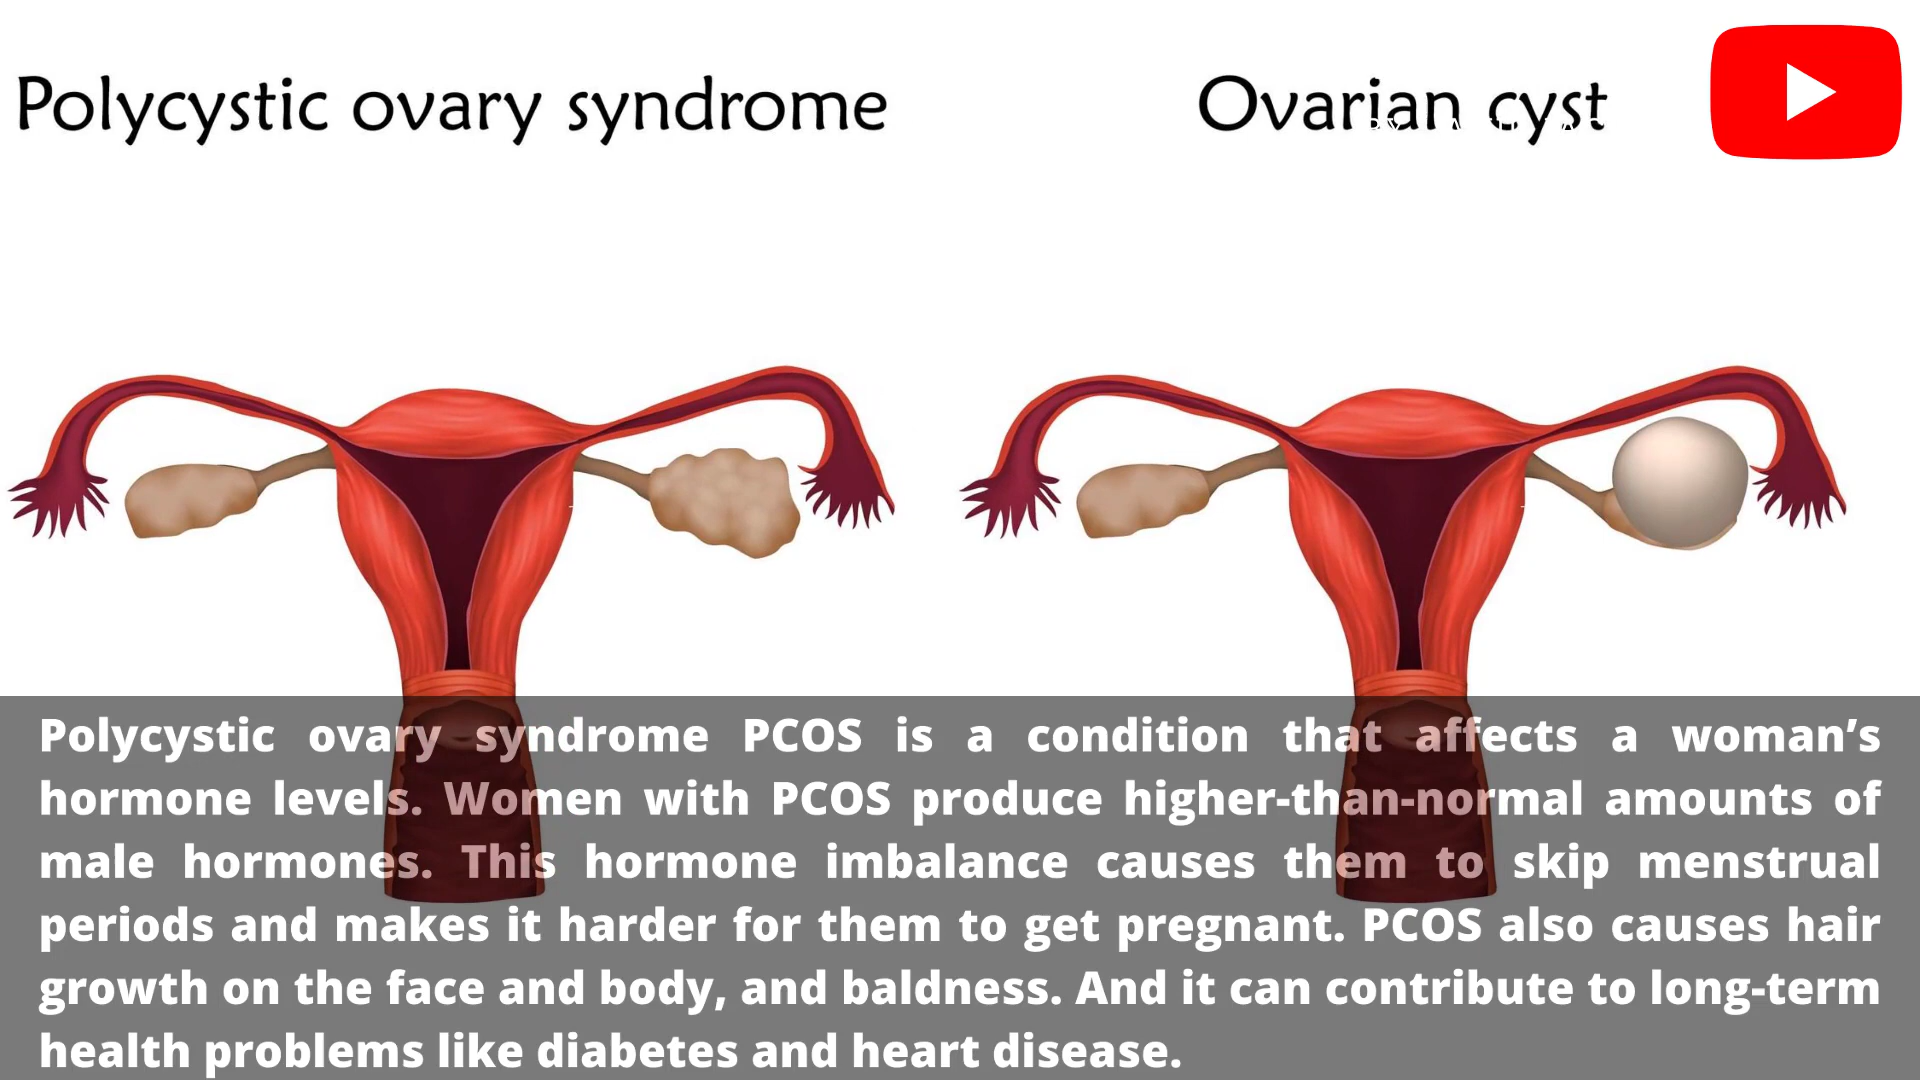 Polycystic ovary syndrome
Ovarian cyst
Polycystic ovary syndrome PCOS is a condition that affects a woman’s
hormone levels. Women with PCOS produce higher-than-normal amounts of
male hormones. This hormone imbalance causes them to skip menstrual
periods and makes it harder for them to get pregnant. PCOS also causes hair
growth on the face and body, and baldness. And it can contribute to long-term
health problems like diabetes and heart disease.